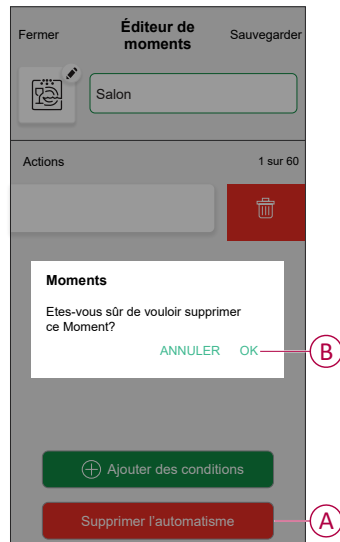 Fermer
Éditeur de
moments
Sauvegarder
Salon
Actions
1 sur 60
Moments
Etes-vous sûr de vouloir supprimer
ce Moment?
ANNULER OK
B
Ajouter des conditions
Supprimer l'automatisme
A